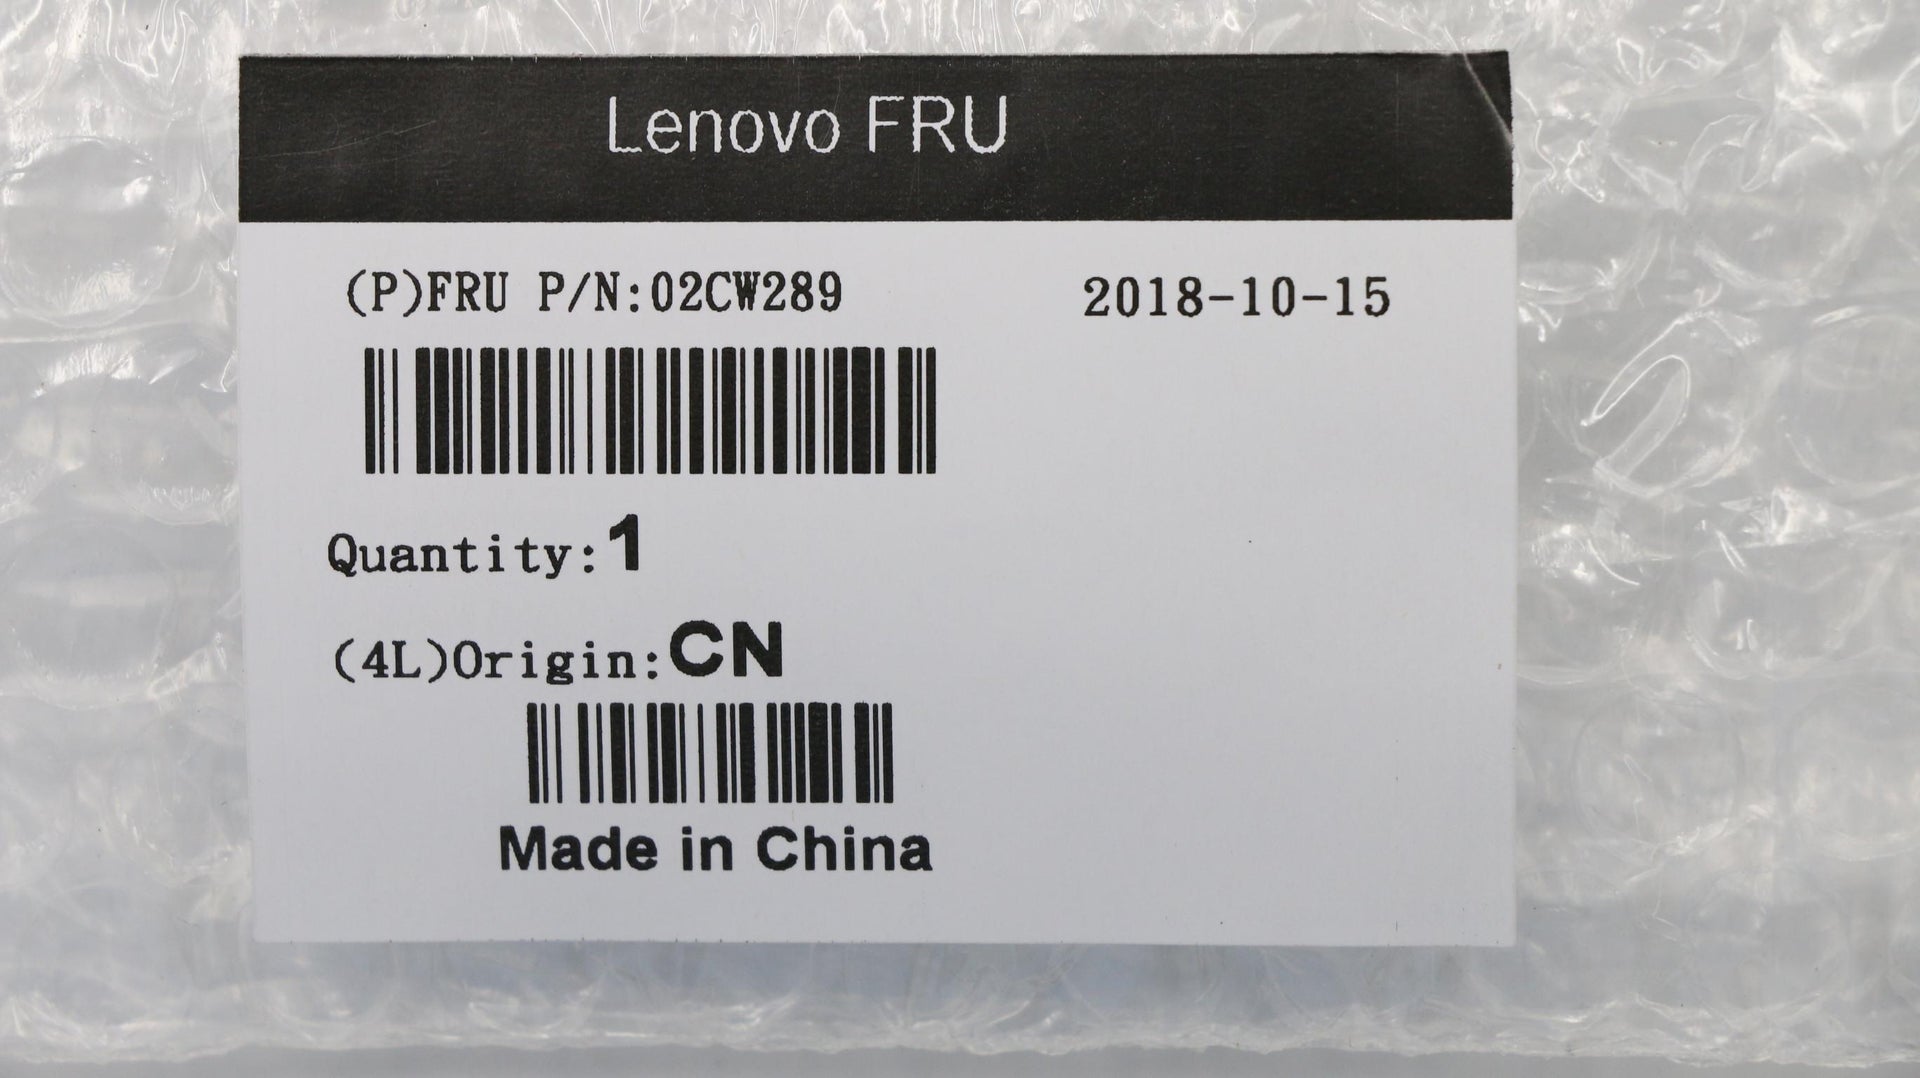 Lenovo FRU
(P)FRU P/N:02CW289 2018-10-15
Quantity:1
(4L)Origin:CN
Made in China